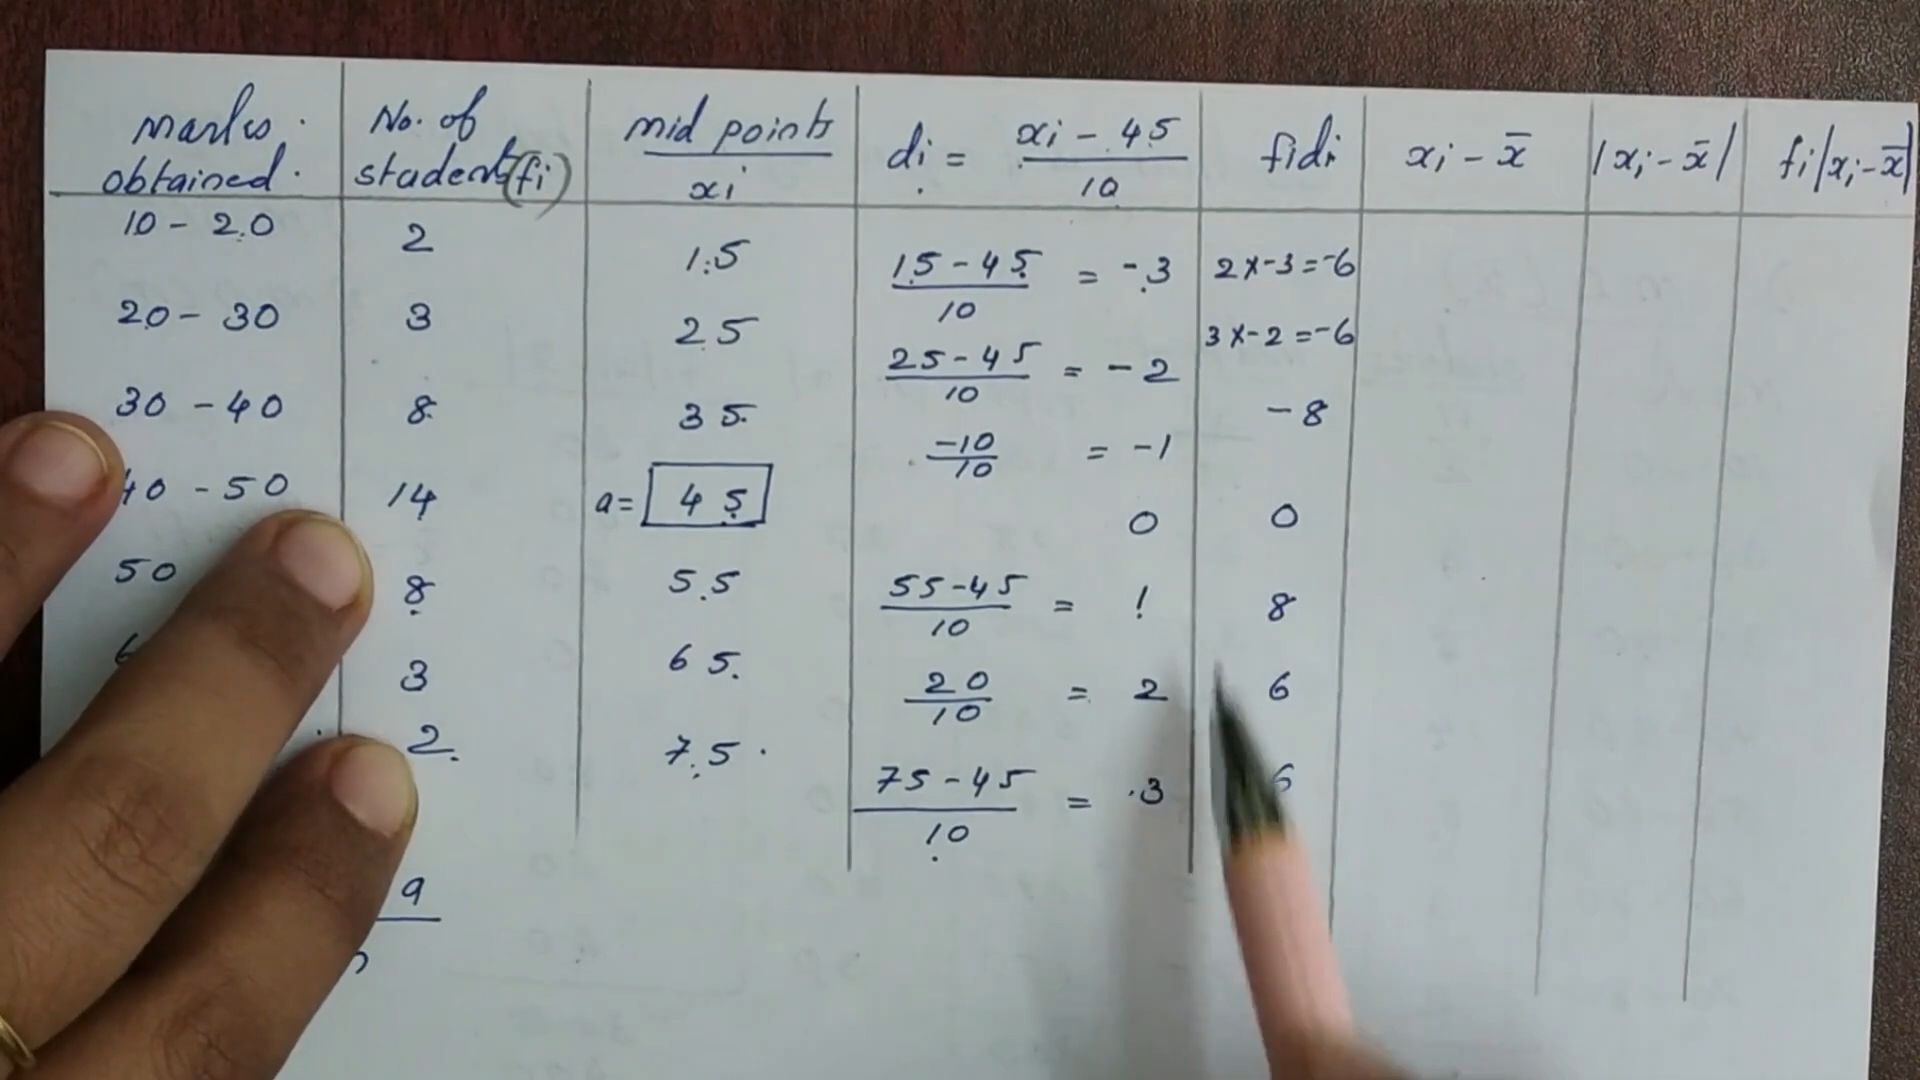 marks obtained | No. of students (fi) | mid points xi | di = xi - 45 / 10 | fidi | xi - x̄ | |xi - x̄| | fi|xi - x̄|
10 - 20 | 2 | 15 | 15 - 45 / 10 = -3 | 2 x -3 = -6
20 - 30 | 3 | 25 | 25 - 45 / 10 = -2 | 3 x -2 = -6
30 - 40 | 8 | 35 | -10 / 10 = -1 | -8
40 - 50 | 14 | a = 45 | 0 | 0
50 | 8 | 55 | 55 - 45 / 10 = 1 | 8
6 | 3 | 65 | 20 / 10 = 2 | 6
2 | 75 | 75 - 45 / 10 = 3 | 6
9